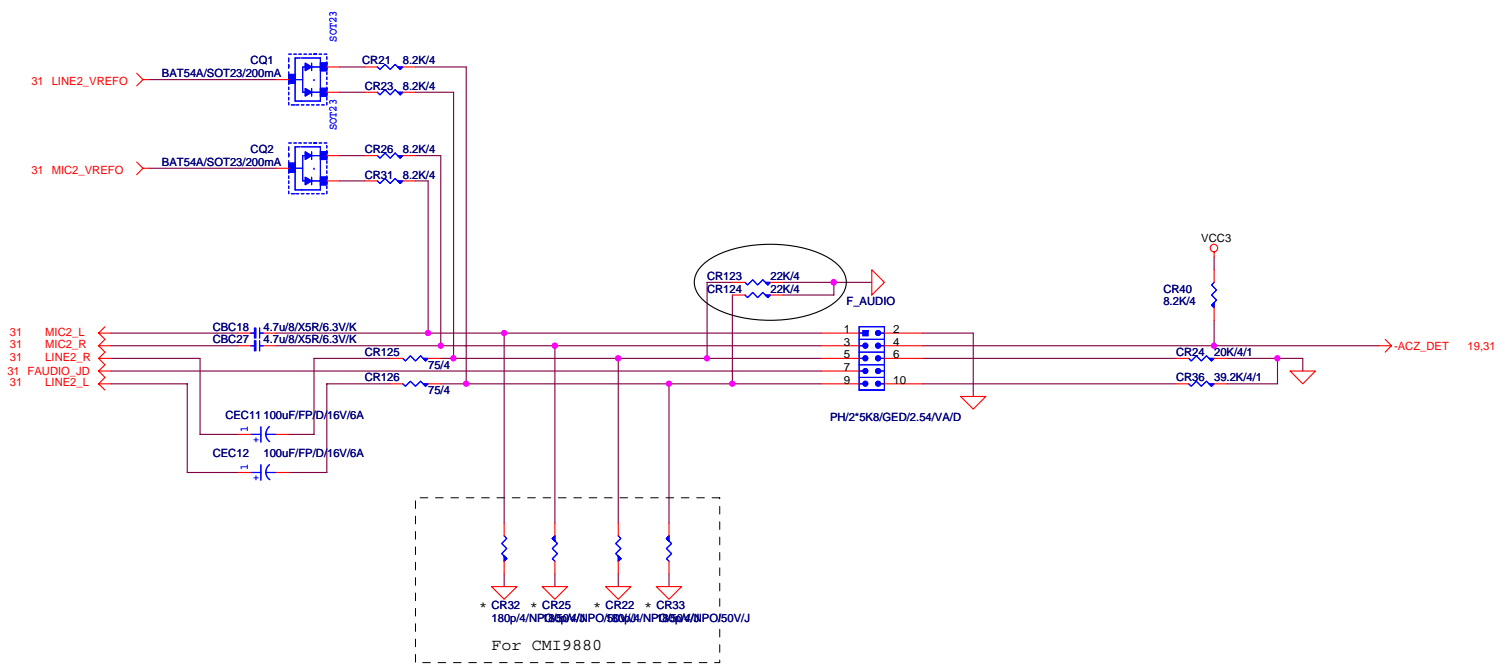 SOT23
CQ1
CR21 8.2K/4
31 LINE2_VREFO
BAT54A/SOT23/200mA
CR23 8.2K/4
SOT23
CQ2
CR26 8.2K/4
31 MIC2_VREFO
BAT54A/SOT23/200mA
CR31 8.2K/4
VCC3
CR123 22K/4
CR124 22K/4
CR40
8.2K/4
F_AUDIO
31 MIC2_L
CBC18 4.7u/8/X5R/6.3V/K
1 2
31 MIC2_R
CBC27 4.7u/8/X5R/6.3V/K
3 4
-ACZ_DET 19,31
31 LINE2_R
CR125
75/4
5 6
CR24 20K/4/1
31 FAUDIO_JD
7
31 LINE2_L
CR126
75/4
9 10
CR36 39.2K/4/1
CEC11 100uF/FP/D/16V/6A
1
+
PH/2*5K8/GED/2.54/VA/D
CEC12 100uF/FP/D/16V/6A
1
+
* CR32 * CR25 * CR22 * CR33
180p/4/NPO/50V/J
For CMI9880